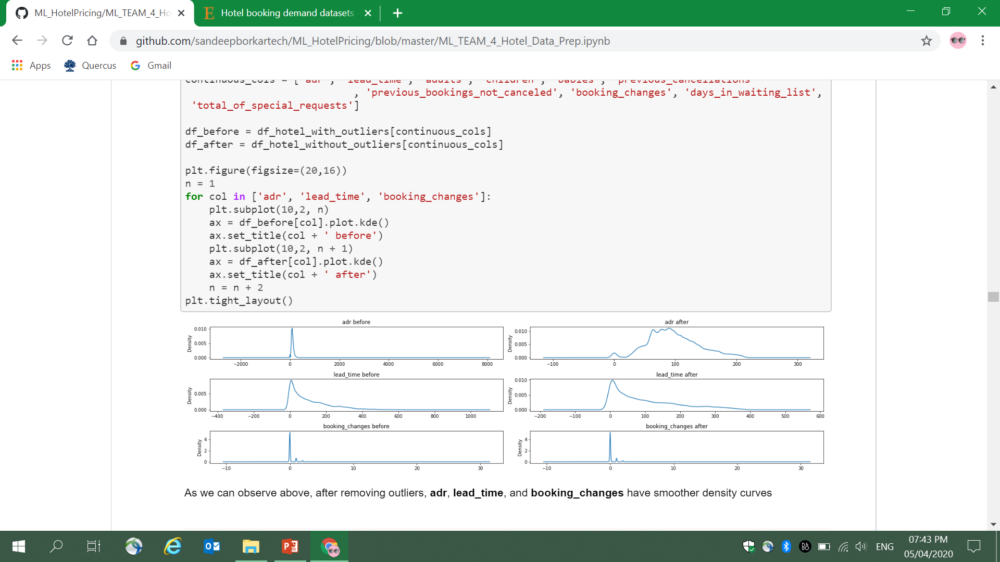 ML_HotelPricing/ML_TEAM_4_Ho
Hotel booking demand datasets
github.com/sandeepborkartech/ML_HotelPricing/blob/master/ML_TEAM_4_Hotel_Data_Prep.ipynb
Apps
Quercus
Gmail
continuous_cols = ['adr', 'lead_time', 'adults', 'children', 'babies', 'previous_cancellations'
, 'previous_bookings_not_canceled', 'booking_changes', 'days_in_waiting_list',
'total_of_special_requests']
df_before = df_hotel_with_outliers[continuous_cols]
df_after = df_hotel_without_outliers[continuous_cols]
plt.figure(figsize=(20,16))
n = 1
for col in ['adr', 'lead_time', 'booking_changes']:
    plt.subplot(10,2, n)
    ax = df_before[col].plot.kde()
    ax.set_title(col + ' before')
    plt.subplot(10,2, n + 1)
    ax = df_after[col].plot.kde()
    ax.set_title(col + ' after')
    n = n + 2
plt.tight_layout()
adr before
Density
0.010
0.005
0.000
−2000 0 2000 4000 6000 8000
adr after
Density
0.010
0.005
0.000
−100 0 100 200 300
lead_time before
Density
0.005
0.000
−400 −200 0 200 400 600 800 1000
lead_time after
Density
0.010
0.005
0.000
−200 −100 0 100 200 300 400 500 600
booking_changes before
Density
4
2
0
−10 0 10 20 30
booking_changes after
Density
4
2
0
−10 0 10 20 30
As we can observe above, after removing outliers, adr, lead_time, and booking_changes have smoother density curves
ENG
07:43 PM
05/04/2020